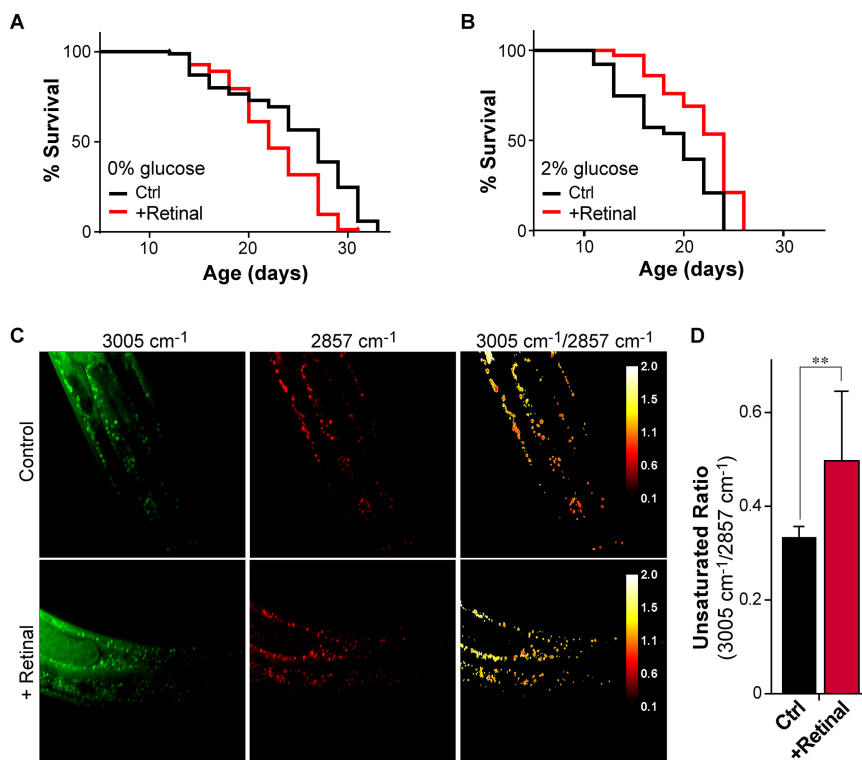 A
100
50
0
% Survival
0% glucose
Ctrl
+Retinal
10
20
30
Age (days)
B
100
50
0
% Survival
2% glucose
Ctrl
+Retinal
10
20
30
Age (days)
C
3005 cm⁻¹
2857 cm⁻¹
3005 cm⁻¹/2857 cm⁻¹
Control
2.0
1.5
1.1
0.6
0.1
+ Retinal
2.0
1.5
1.1
0.6
0.1
D
**
0.6
0.4
0.2
0
Unsaturated Ratio
(3005 cm⁻¹/2857 cm⁻¹)
Ctrl
+Retinal